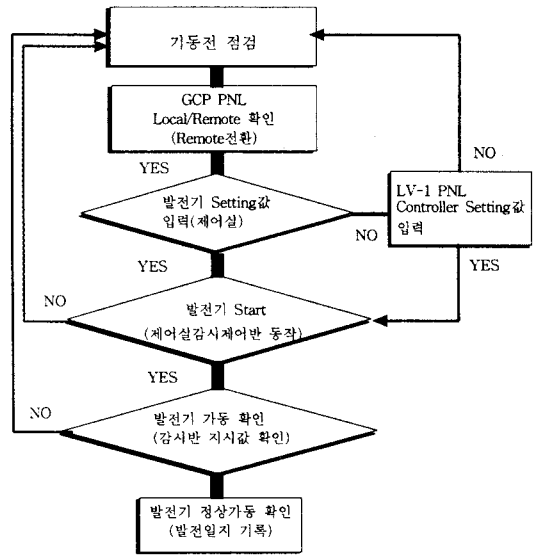 기동전 점검
GCP PNL
Local/Remote 확인
(Remote전환)
YES
NO
발전기 Setting값
입력(제어실)
NO
LV-1 PNL
Controller Setting값
입력
YES
YES
NO
발전기 Start
(제어실감시제어반 동작)
YES
NO
발전기 가동 확인
(감시반 지시값 확인)
발전기 정상가동 확인
(발전일지 기록)